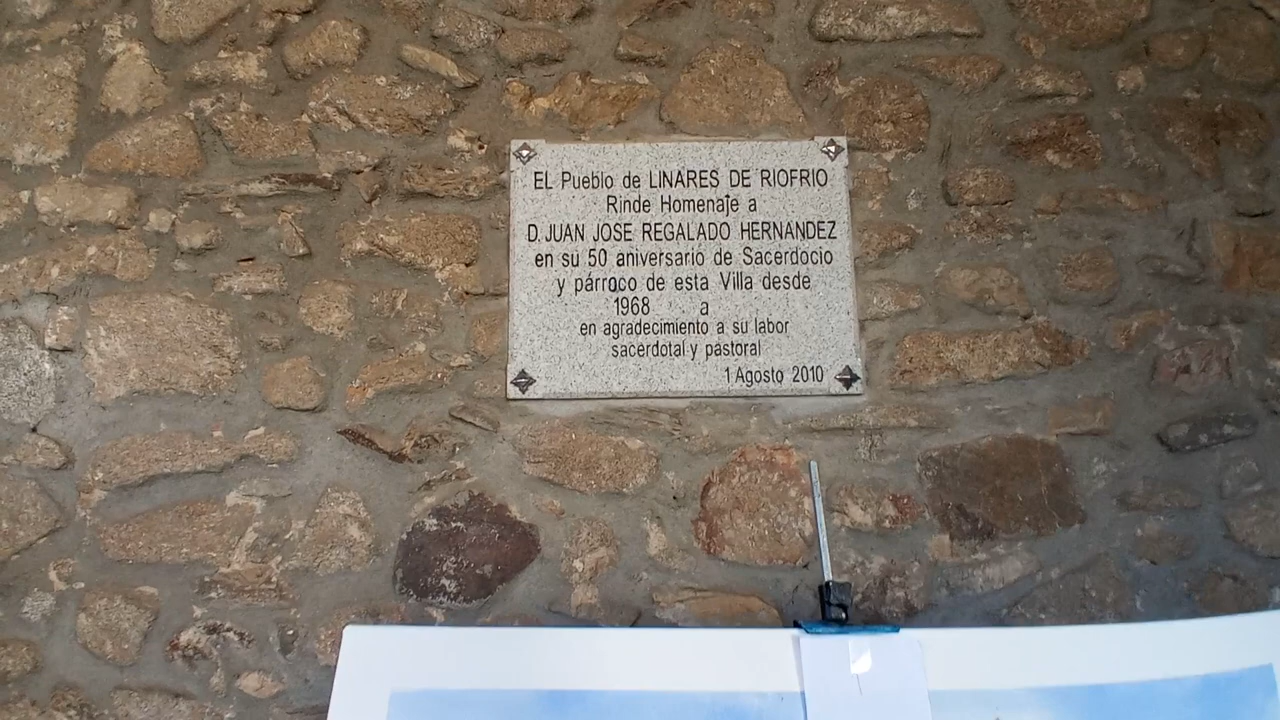 EL Pueblo de LINARES DE RIOFRIO
Rinde Homenaje a
D. JUAN JOSE REGALADO HERNANDEZ
en su 50 aniversario de Sacerdocio
y párroco de esta Villa desde
1968 a
en agradecimiento a su labor
sacerdotal y pastoral
1 Agosto 2010